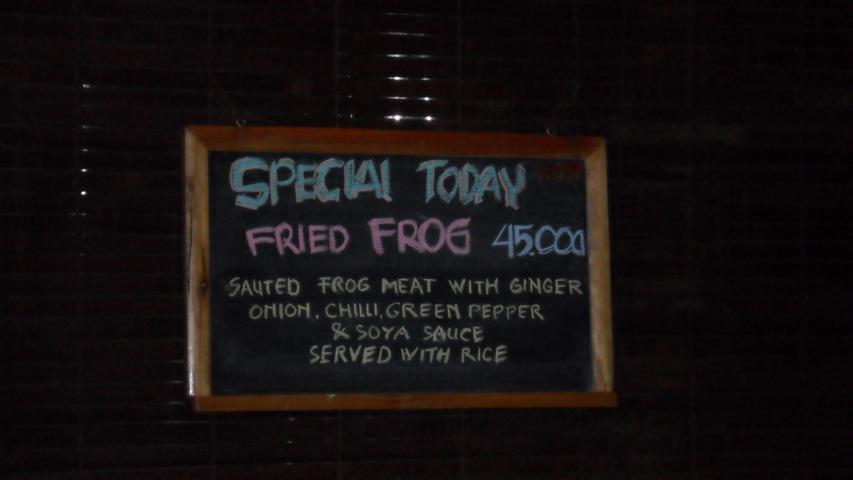 SPECIAl TODAY
FRIED FROG 45.000
SAUTED FROG MEAT WITH GINGER
ONION, CHILLI, GREEN PEPPER
& SOYA SAUCE
SERVED WITH RICE